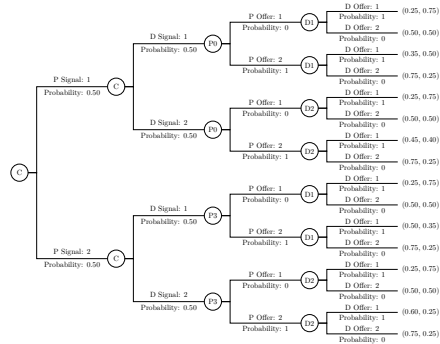 D Offer: 1
(0.25, 0.75)
P Offer: 1
Probability: 1
D1
Probability: 0
D Offer: 2
(0.50, 0.50)
Probability: 0
D Signal: 1
P0
Probability: 0.50
D Offer: 1
(0.35, 0.50)
P Offer: 2
Probability: 1
D1
Probability: 1
D Offer: 2
(0.75, 0.25)
Probability: 0
P Signal: 1
C
Probability: 0.50
D Offer: 1
(0.25, 0.75)
P Offer: 1
Probability: 1
D2
Probability: 0
D Offer: 2
(0.50, 0.50)
Probability: 0
D Signal: 2
P0
Probability: 0.50
D Offer: 1
(0.45, 0.40)
P Offer: 2
Probability: 1
D2
Probability: 1
D Offer: 2
(0.75, 0.25)
Probability: 0
C
D Offer: 1
(0.25, 0.75)
P Offer: 1
Probability: 1
D1
Probability: 0
D Offer: 2
(0.50, 0.50)
Probability: 0
D Signal: 1
P3
Probability: 0.50
D Offer: 1
(0.50, 0.35)
P Offer: 2
Probability: 1
D1
Probability: 1
D Offer: 2
(0.75, 0.25)
Probability: 0
P Signal: 2
C
Probability: 0.50
D Offer: 1
(0.25, 0.75)
P Offer: 1
Probability: 1
D2
Probability: 0
D Offer: 2
(0.50, 0.50)
Probability: 0
D Signal: 2
P3
Probability: 0.50
D Offer: 1
(0.60, 0.25)
P Offer: 2
Probability: 1
D2
Probability: 1
D Offer: 2
(0.75, 0.25)
Probability: 0